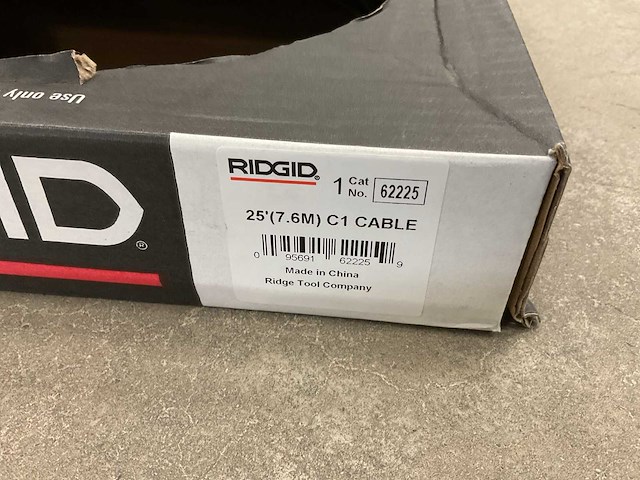 Use only
ID®
RIDGID®
1 Cat No. 62225
25'(7.6M) C1 CABLE
0 95691 62225 9
Made in China
Ridge Tool Company